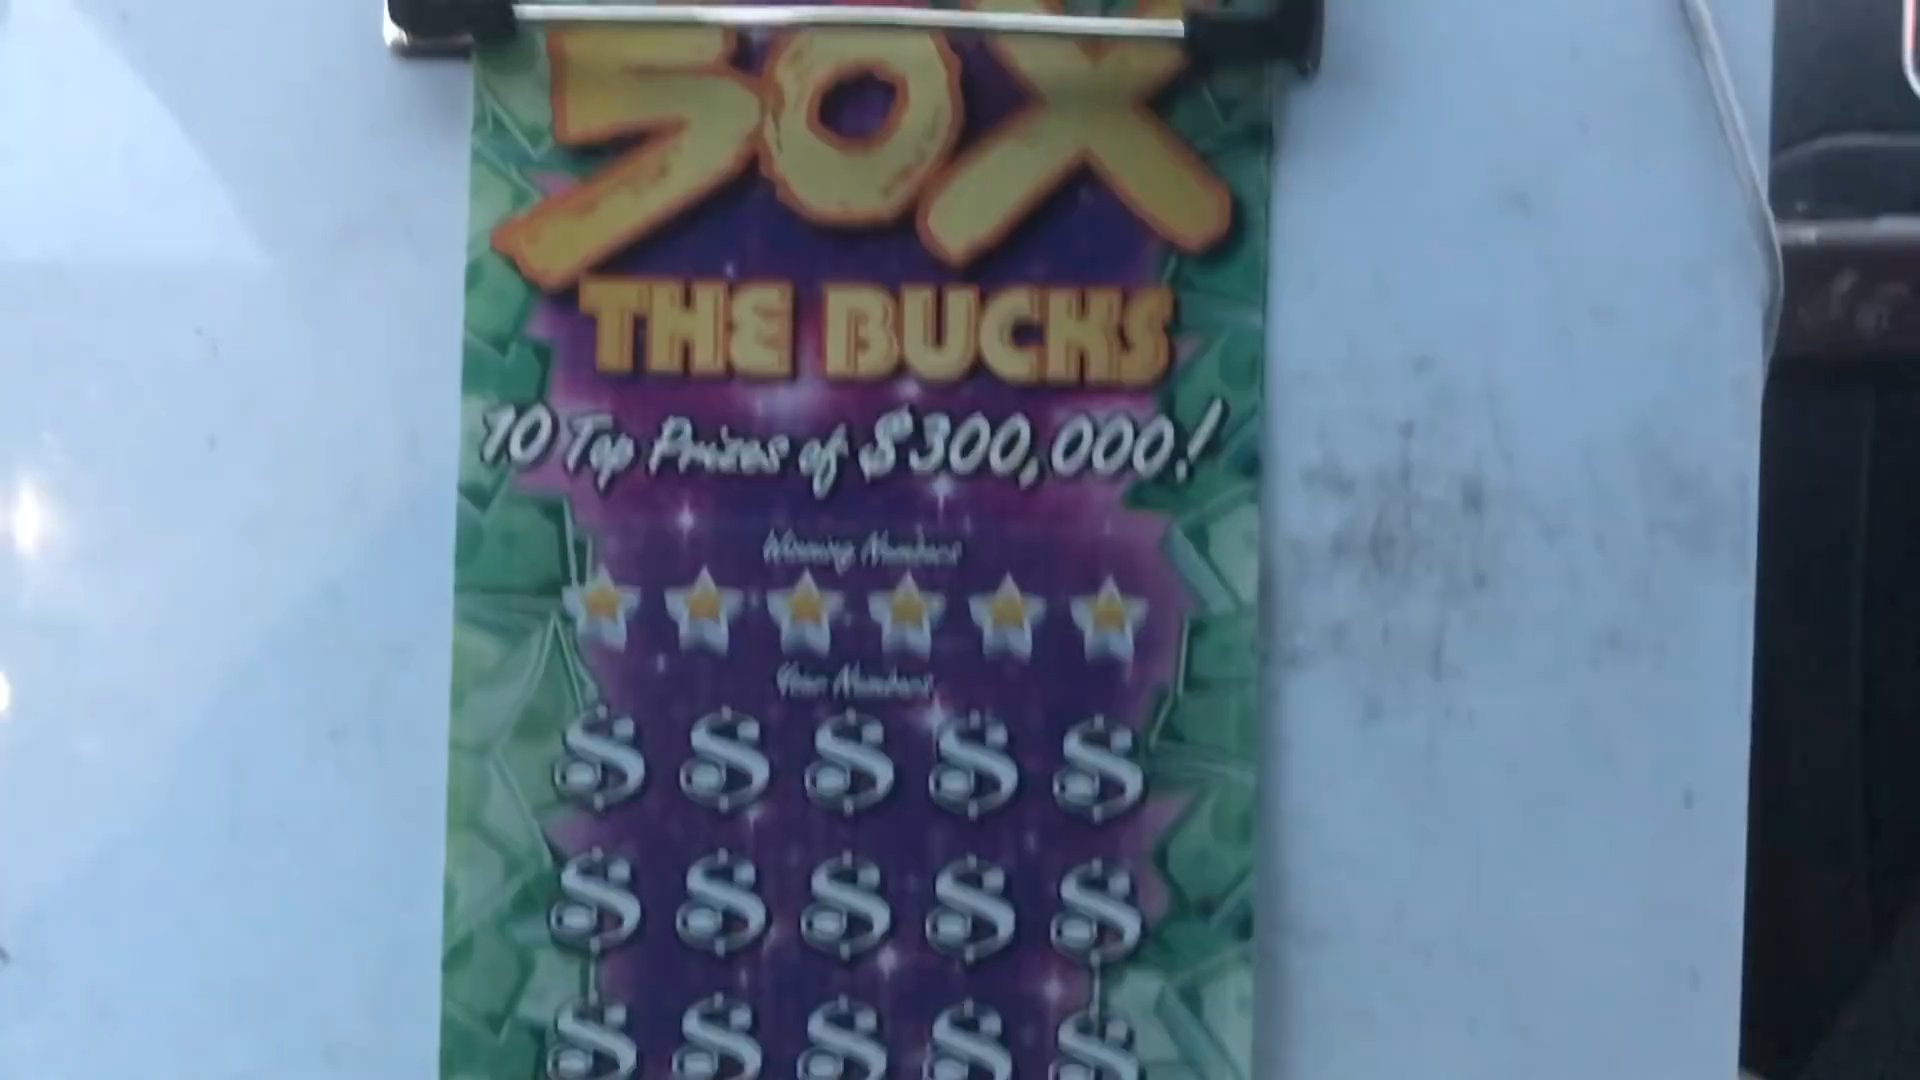 50X
THE BUCKS
10 Top Prizes of $300,000!
Winning Numbers
Your Numbers
$ $ $ $ $
$ $ $ $ $
$ $ $ $ $